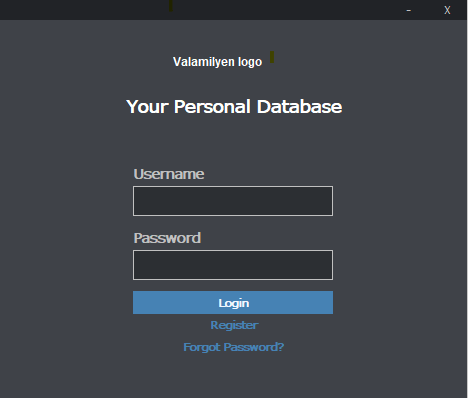 - X
Valamilyen logo
Your Personal Database
Username
Password
Login
Register
Forgot Password?